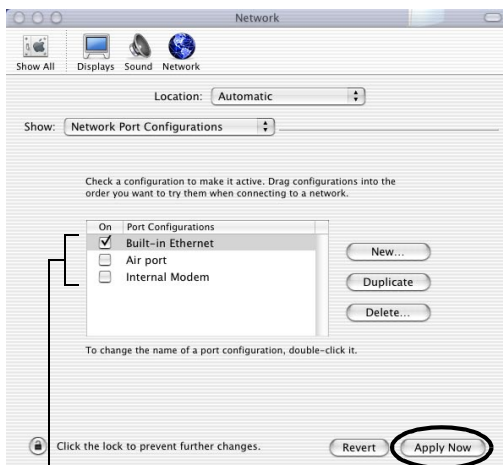 Network
Show All Displays Sound Network
Location: Automatic
Show: Network Port Configurations
Check a configuration to make it active. Drag configurations into the
order you want to try them when connecting to a network.
On Port Configurations
Built-in Ethernet
Air port
Internal Modem
New...
Duplicate
Delete...
To change the name of a port configuration, double-click it.
Click the lock to prevent further changes.
Revert Apply Now